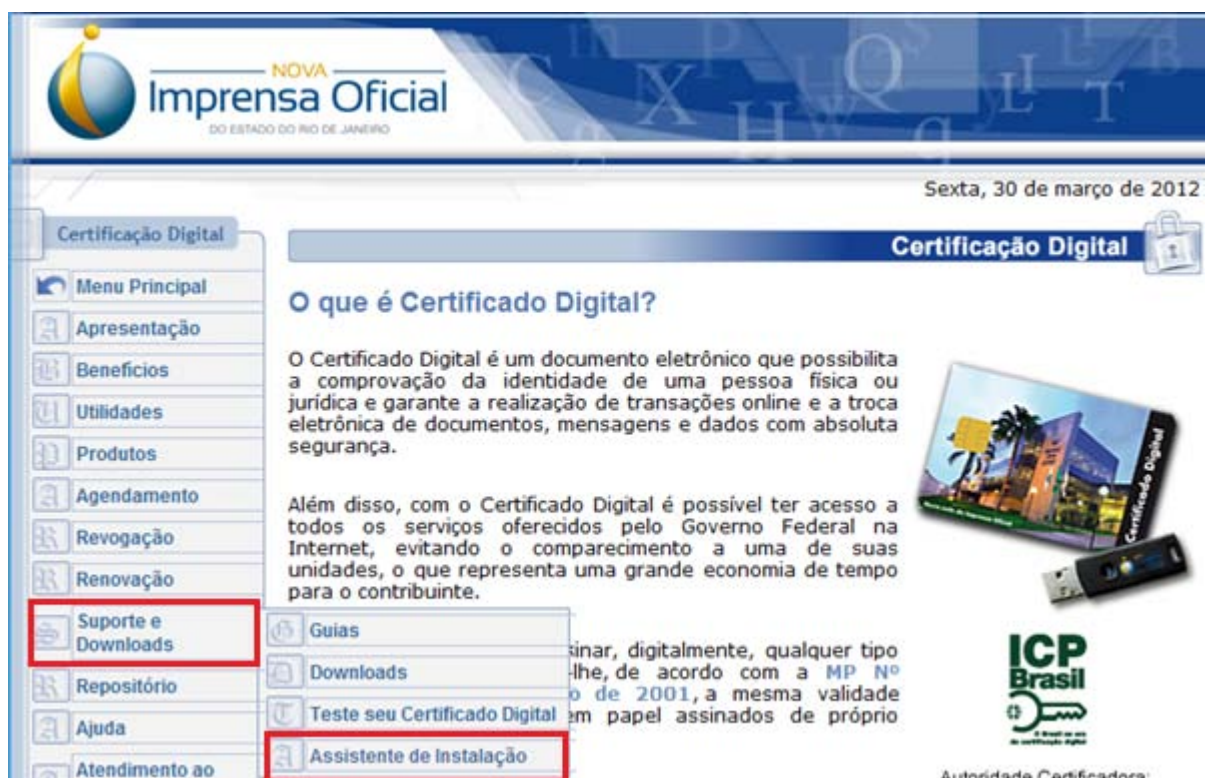 NOVA
Imprensa Oficial
DO ESTADO DO RIO DE JANEIRO
Sexta, 30 de março de 2012
Certificação Digital
Certificação Digital
Menu Principal
Apresentação
Benefícios
Utilidades
Produtos
Agendamento
Revogação
Renovação
Suporte e
Downloads
Repositório
Ajuda
Atendimento ao
Guias
Downloads
Teste seu Certificado Digital
Assistente de Instalação
O que é Certificado Digital?
O Certificado Digital é um documento eletrônico que possibilita
a comprovação da identidade de uma pessoa física ou
jurídica e garante a realização de transações online e a troca
eletrônica de documentos, mensagens e dados com absoluta
segurança.
Além disso, com o Certificado Digital é possível ter acesso a
todos os serviços oferecidos pelo Governo Federal na
Internet, evitando o comparecimento a uma de suas
unidades, o que representa uma grande economia de tempo
para o contribuinte.
sinar, digitalmente, qualquer tipo
-lhe, de acordo com a MP Nº
o de 2001, a mesma validade
em papel assinados de próprio
Certificado Digital
ICP
Brasil
Autoridade Certificadora: